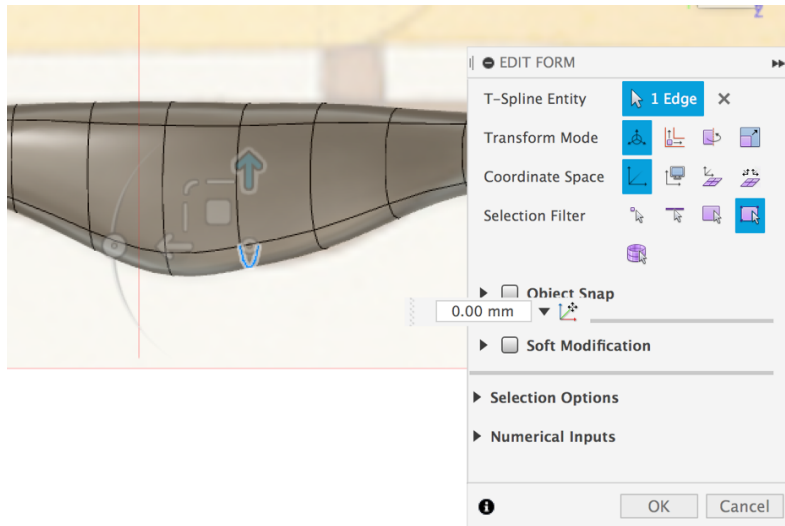 Z
EDIT FORM
T-Spline Entity
1 Edge
Transform Mode
Coordinate Space
Selection Filter
Object Snap
0.00 mm
Soft Modification
Selection Options
Numerical Inputs
OK Cancel